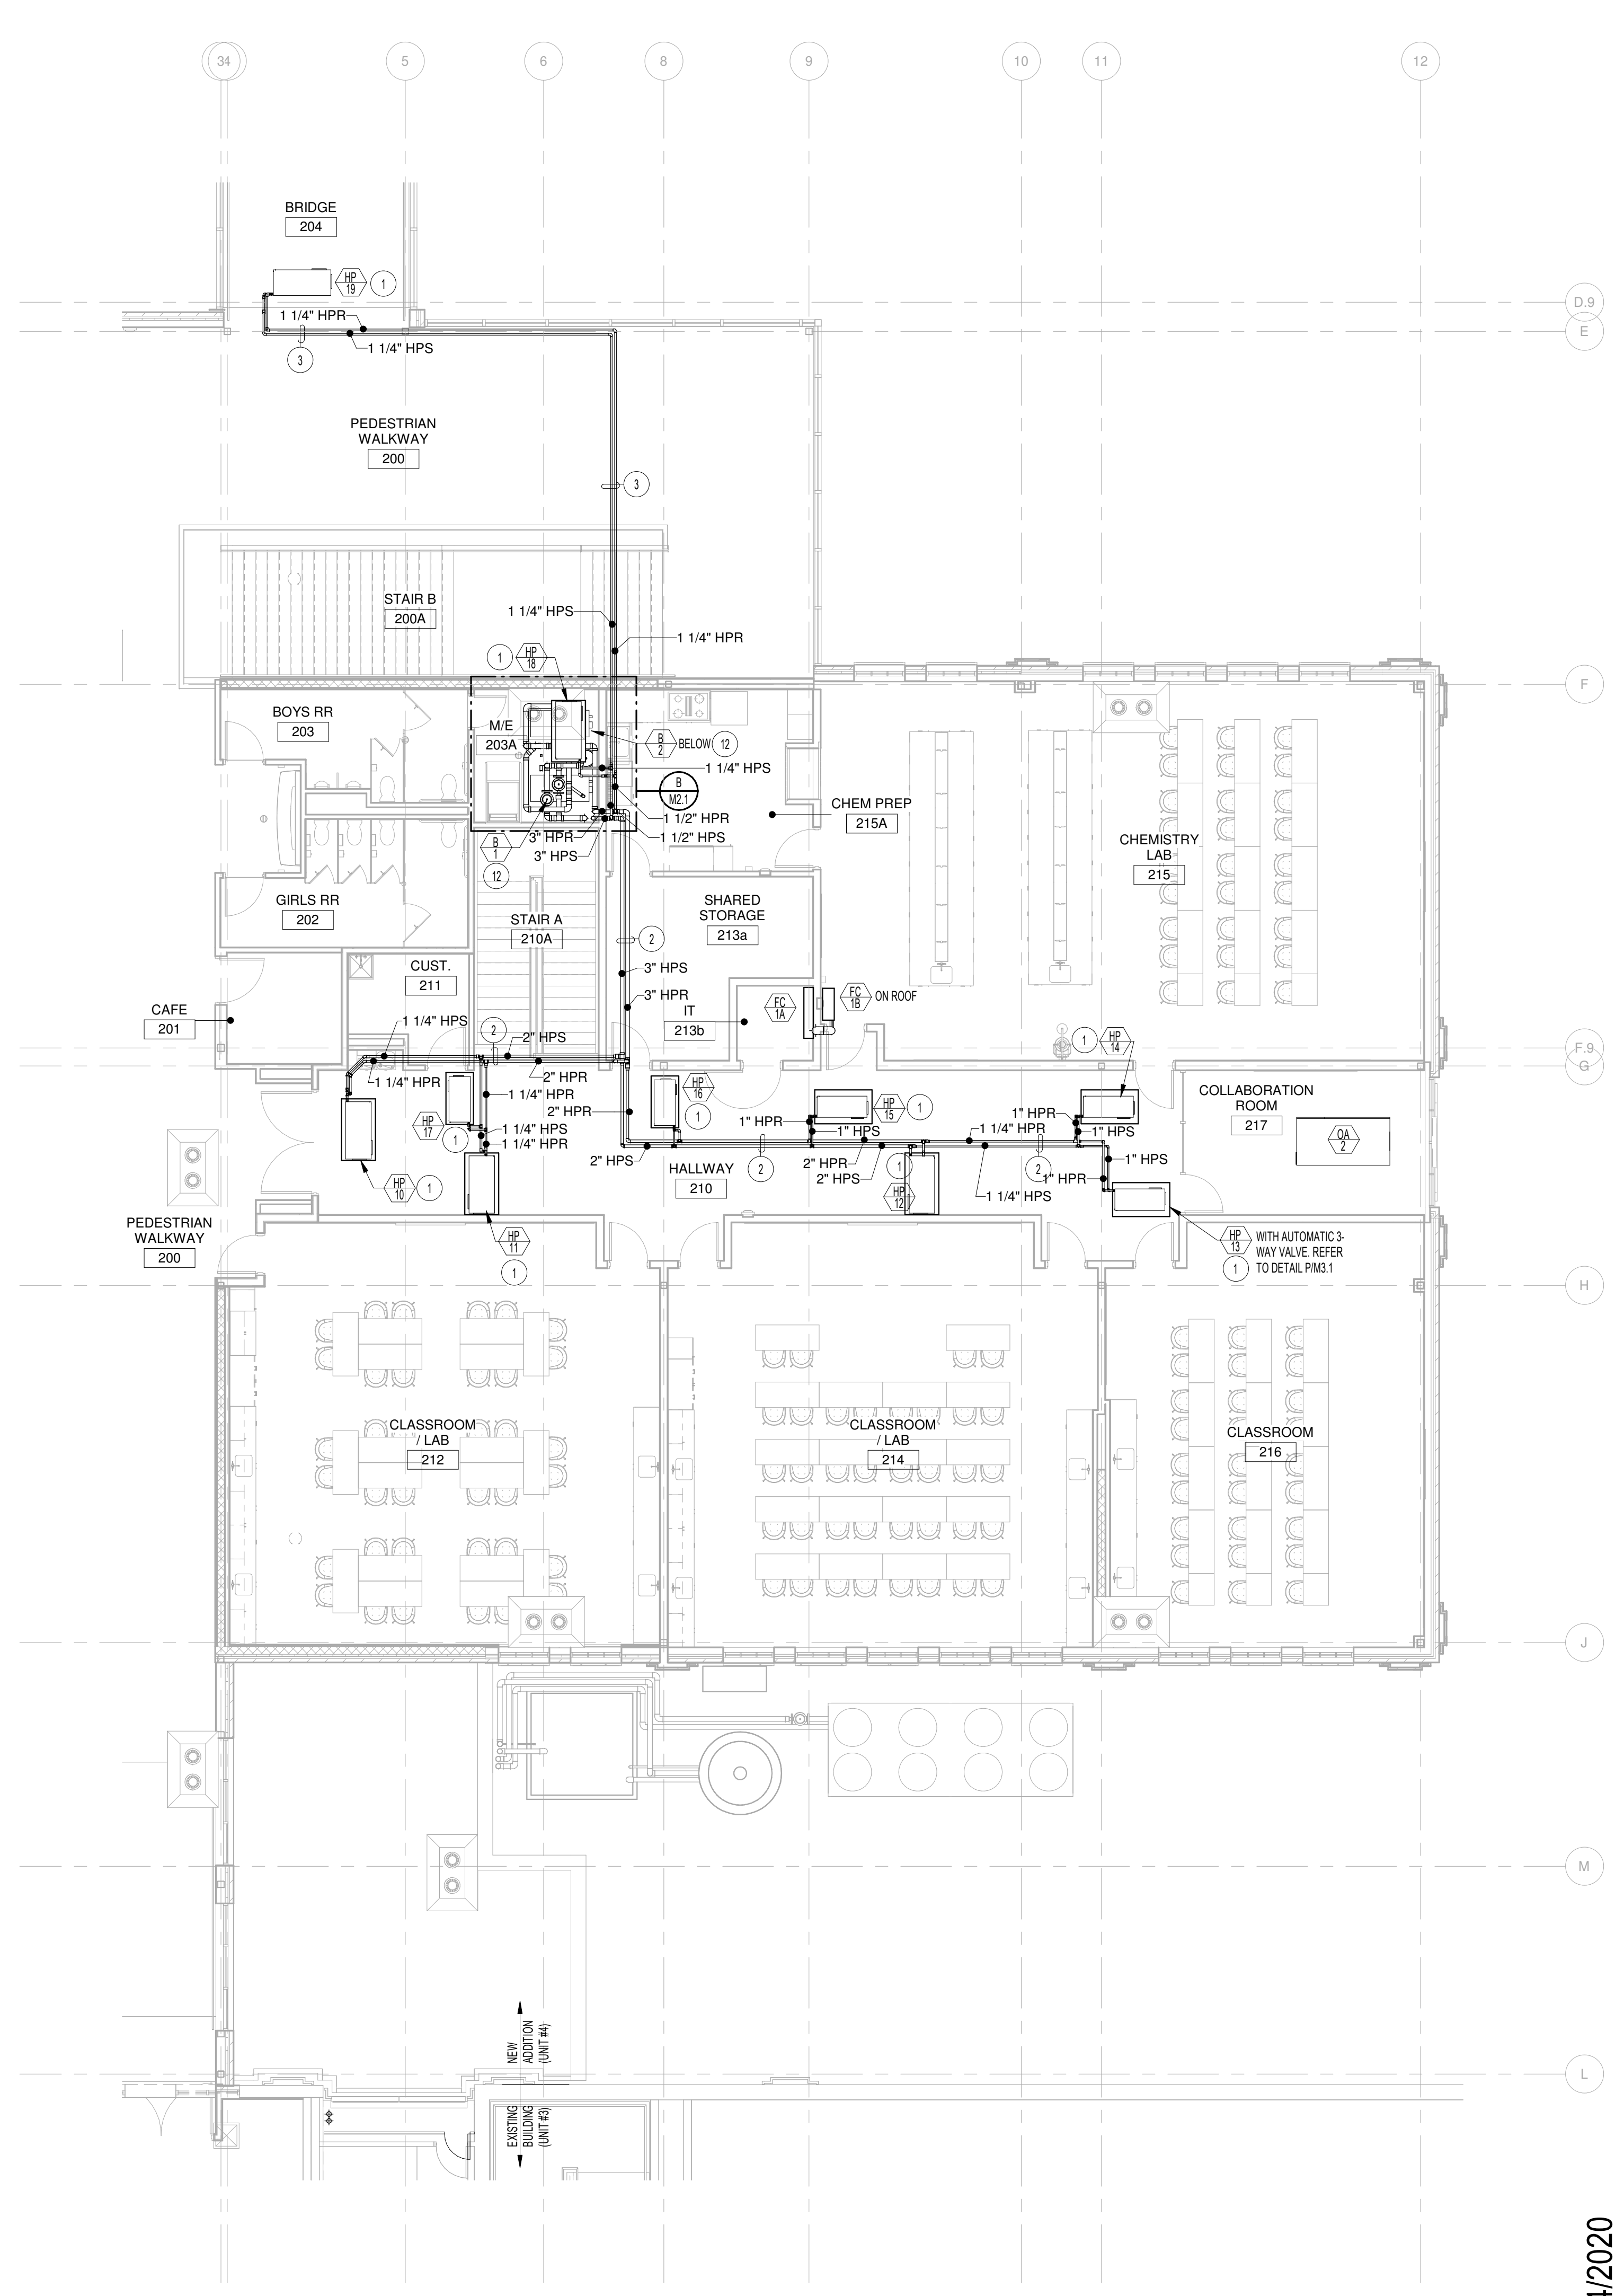 34
5
6
8
9
10
11
12
BRIDGE
204
HP
19
1
D.9
E
1 1/4" HPR
1 1/4" HPS
3
PEDESTRIAN
WALKWAY
200
3
STAIR B
200A
1 1/4" HPS
1 1/4" HPR
1
HP
18
F
BOYS RR
203
M/E
203A
B
2
BELOW
12
1 1/4" HPS
B
M2.1
1 1/2" HPR
1 1/2" HPS
3" HPR
3" HPS
B
1
12
CHEM PREP
215A
CHEMISTRY
LAB
215
GIRLS RR
202
STAIR A
210A
SHARED
STORAGE
213a
2
CUST.
211
3" HPS
3" HPR
IT
213b
FC
1A
FC
1B
ON ROOF
CAFE
201
1 1/4" HPS
2
2" HPS
1
HP
14
F.9
G
1 1/4" HPR
2" HPR
1 1/4" HPR
2" HPR
HP
16
1
HP
15
1
COLLABORATION
ROOM
217
HP
17
1
1 1/4" HPS
1 1/4" HPR
1" HPR
1" HPS
1" HPR
1" HPS
OA
2
2" HPS
HALLWAY
210
2
2" HPR
2" HPS
1
HP
12
1 1/4" HPR
2
1 1/4" HPS
1" HPS
1" HPR
HP
10
1
PEDESTRIAN
WALKWAY
200
HP
11
1
HP
13
1
WITH AUTOMATIC 3-
WAY VALVE. REFER
TO DETAIL P/M3.1
H
CLASSROOM
/ LAB
212
CLASSROOM
/ LAB
214
CLASSROOM
216
J
M
NEW
ADDITION
(UNIT #4)
L
EXISTING
BUILDING
(UNIT #3)
/2020